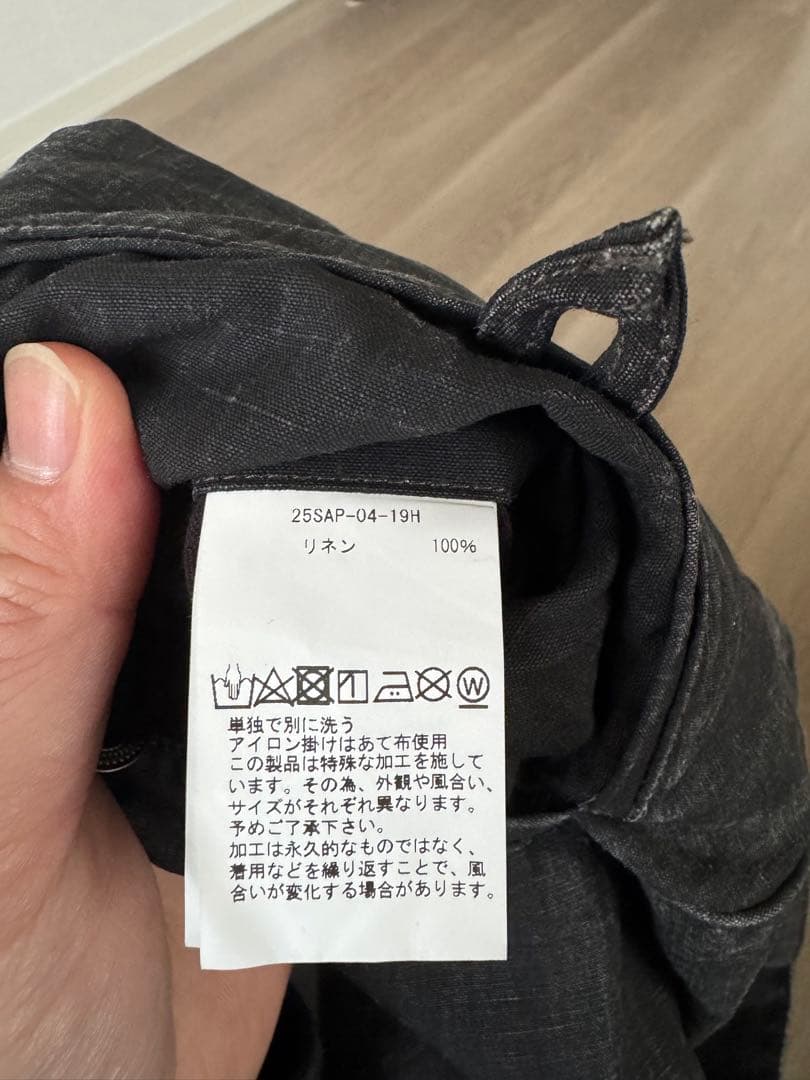 25SAP-04-19H
リネン 100%
W
単独で別に洗う
アイロン掛けはあて布使用
この製品は特殊な加工を施して
います。その為、外観や風合い、
サイズがそれぞれ異なります。
予めご了承下さい。
加工は永久的なものではなく、
着用などを繰り返すことで、風
合いが変化する場合があります。